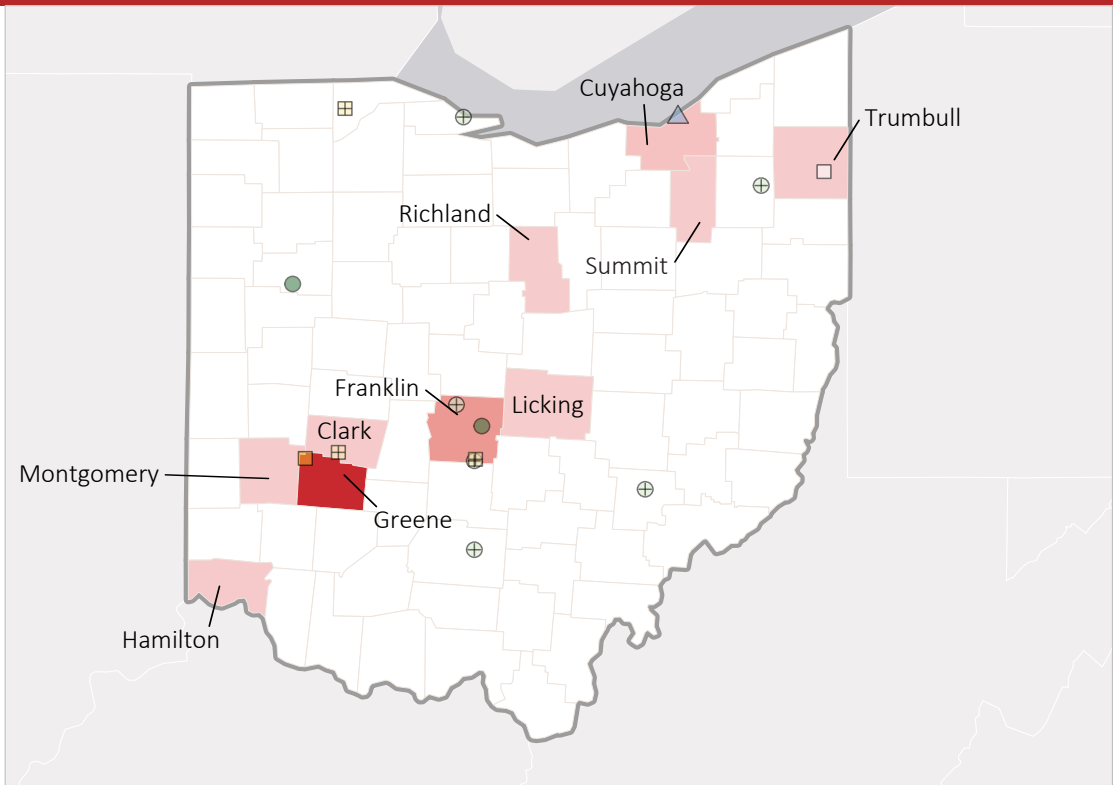 Cuyahoga
Trumbull
Richland
Summit
Franklin
Licking
Clark
Montgomery
Greene
Hamilton